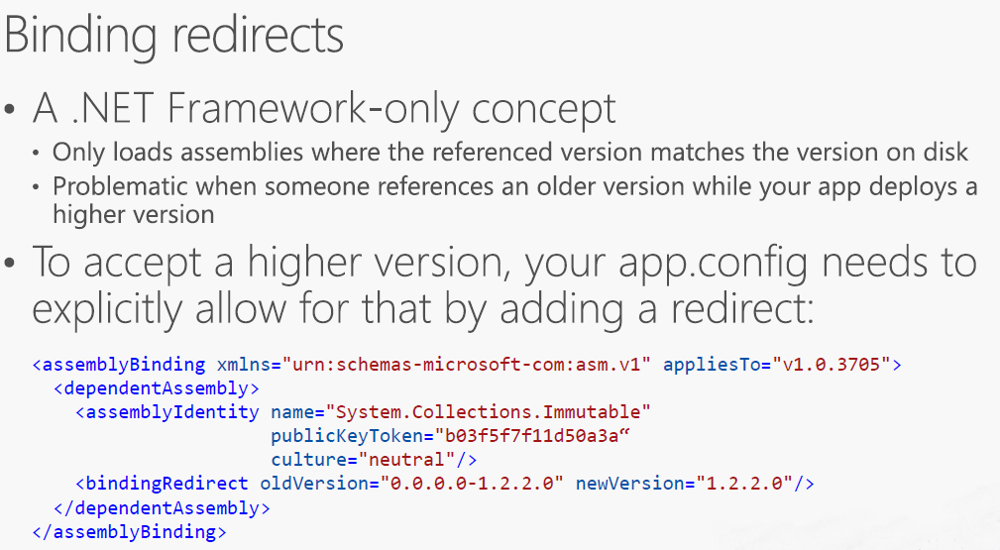 Binding redirects
• A .NET Framework-only concept
• Only loads assemblies where the referenced version matches the version on disk
• Problematic when someone references an older version while your app deploys a
higher version
• To accept a higher version, your app.config needs to
explicitly allow for that by adding a redirect:
<assemblyBinding xmlns="urn:schemas-microsoft-com:asm.v1" appliesTo="v1.0.3705">
<dependentAssembly>
<assemblyIdentity name="System.Collections.Immutable"
publicKeyToken="b03f5f7f11d50a3a“
culture="neutral"/>
<bindingRedirect oldVersion="0.0.0.0-1.2.2.0" newVersion="1.2.2.0"/>
</dependentAssembly>
</assemblyBinding>